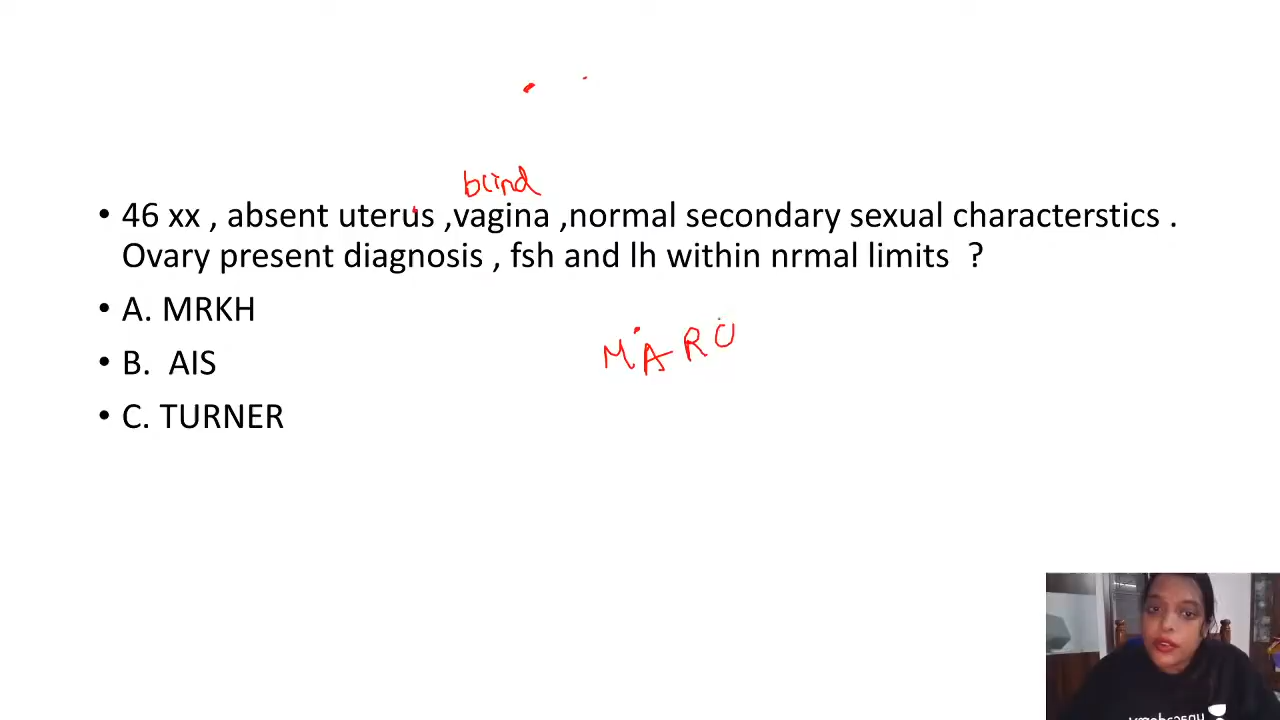 blind
• 46 xx , absent uterus ,vagina ,normal secondary sexual characterstics .
Ovary present diagnosis , fsh and lh within nrmal limits ?
• A. MRKH
• B. AIS
• C. TURNER